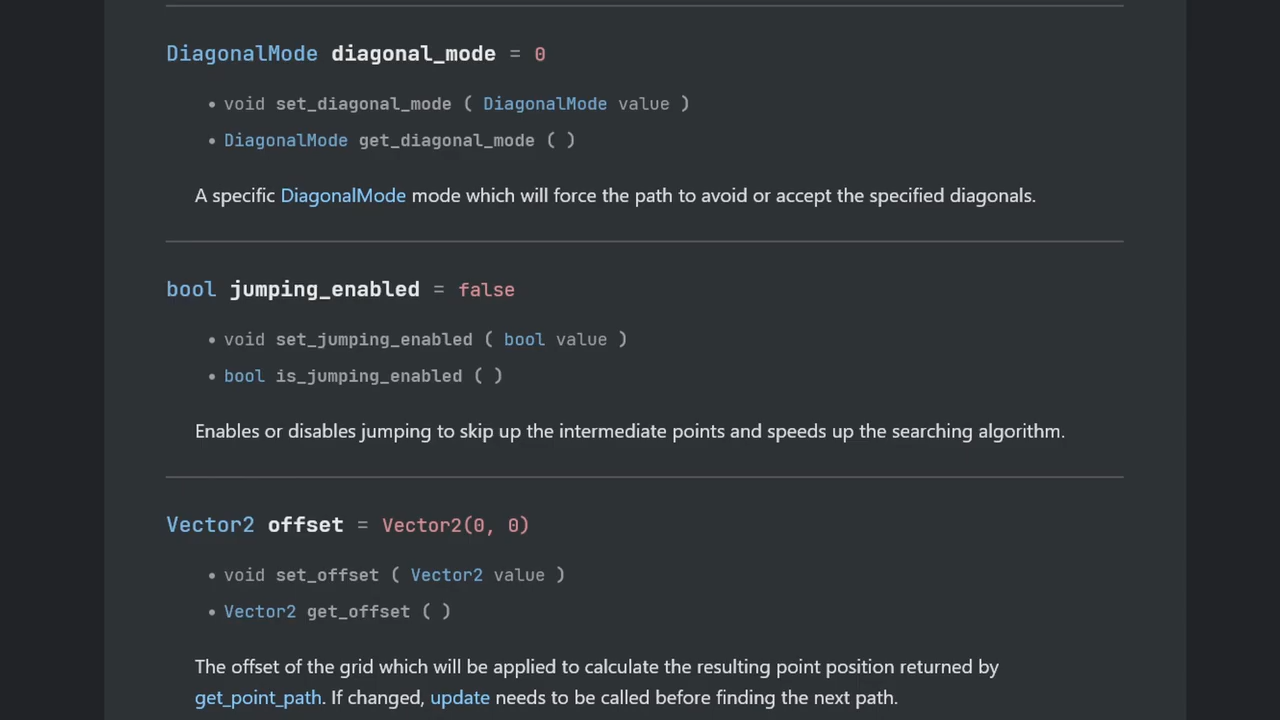 DiagonalMode diagonal_mode = 0
• void set_diagonal_mode ( DiagonalMode value )
• DiagonalMode get_diagonal_mode ( )
A specific DiagonalMode mode which will force the path to avoid or accept the specified diagonals.
bool jumping_enabled = false
• void set_jumping_enabled ( bool value )
• bool is_jumping_enabled ( )
Enables or disables jumping to skip up the intermediate points and speeds up the searching algorithm.
Vector2 offset = Vector2(0, 0)
• void set_offset ( Vector2 value )
• Vector2 get_offset ( )
The offset of the grid which will be applied to calculate the resulting point position returned by
get_point_path. If changed, update needs to be called before finding the next path.